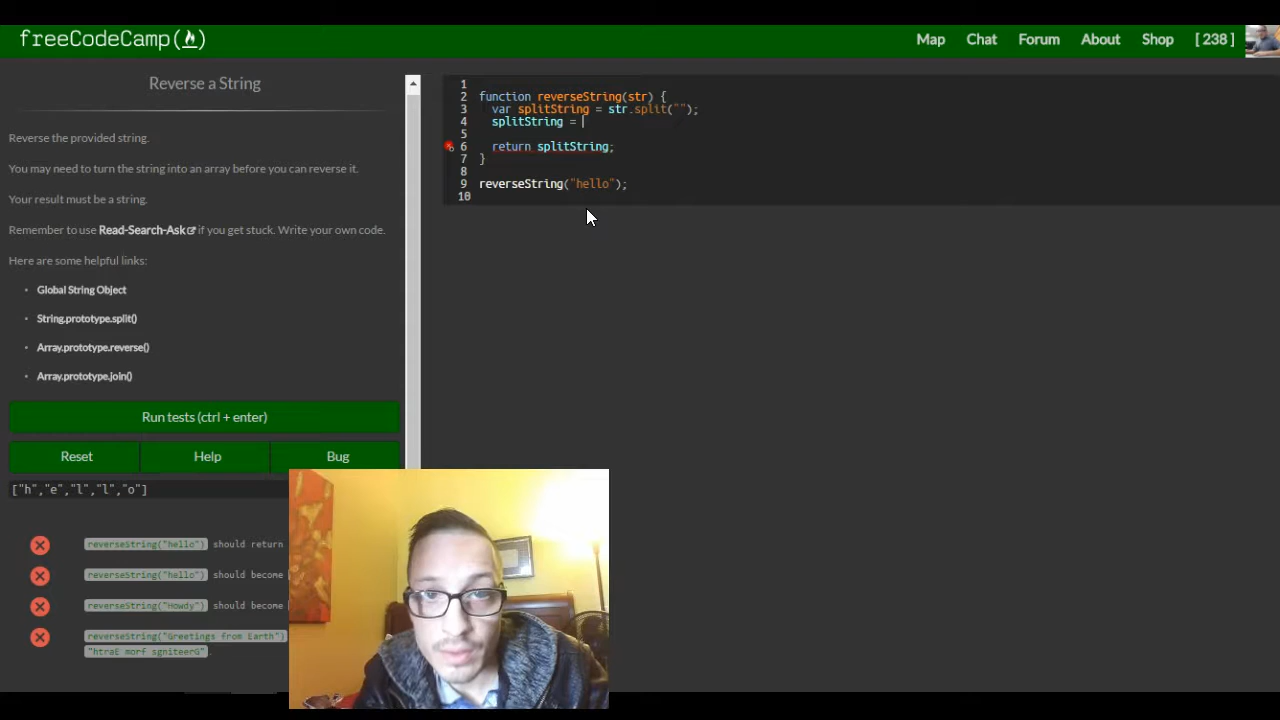 freeCodeCamp(🔥)
Map Chat Forum About Shop [ 238 ]
Reverse a String
Reverse the provided string.
You may need to turn the string into an array before you can reverse it.
Your result must be a string.
Remember to use Read-Search-Ask if you get stuck. Write your own code.
Here are some helpful links:
Global String Object
String.prototype.split()
Array.prototype.reverse()
Array.prototype.join()
Run tests (ctrl + enter)
Reset Help Bug
["h","e","l","l","o"]
reverseString("hello") should return
reverseString("hello") should become
reverseString("Howdy") should become
reverseString("Greetings from Earth")
"htraE morf sgniteerG".
1
2 function reverseString(str) {
3 var splitString = str.split("");
4 splitString =
5
6 return splitString;
7 }
8
9 reverseString("hello");
10